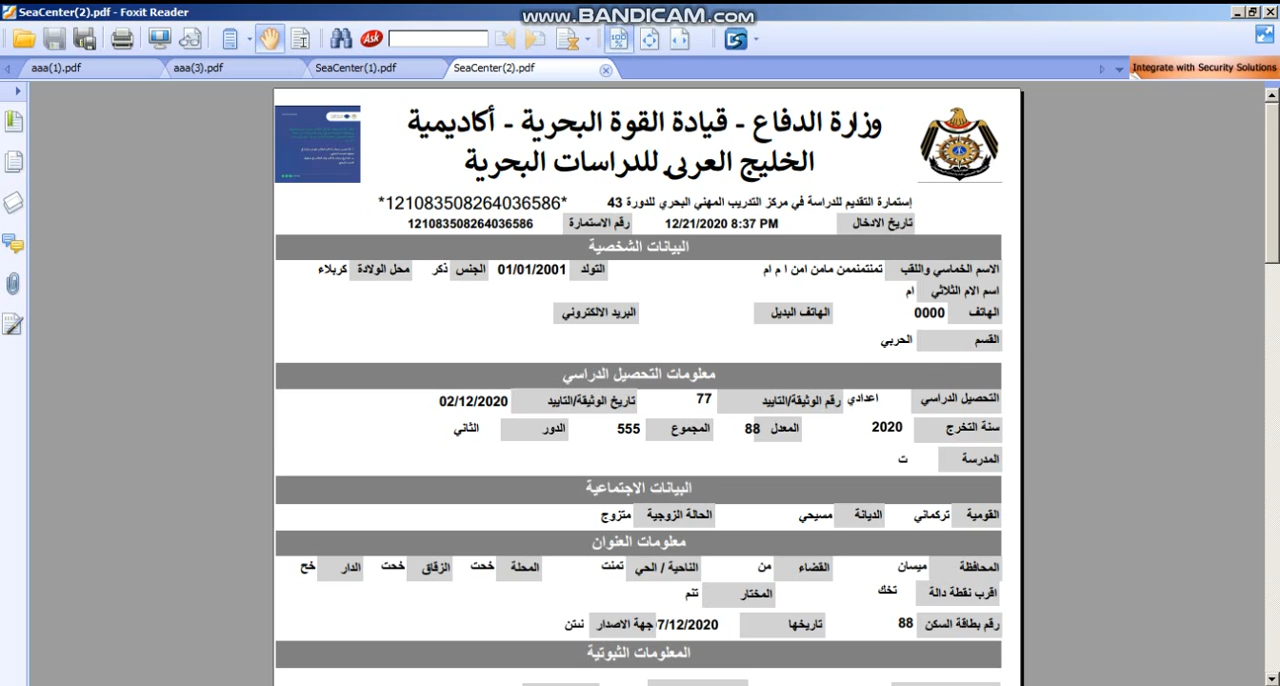 SeaCenter(2).pdf - Foxit Reader
www.BANDICAM.com
Ask
aaa(1).pdf
aaa(3).pdf
SeaCenter(1).pdf
SeaCenter(2).pdf
Integrate with Security Solutions
وزارة الدفاع - قيادة القوة البحرية - أكاديمية
الخليج العربي للدراسات البحرية
إستمارة التقديم للدراسة في مركز التدريب المهني البحري للدورة 43 *121083508264036586*
تاريخ الادخال 12/21/2020 8:37 PM رقم الاستمارة 121083508264036586
البيانات الشخصية
الاسم الخماسي واللقب تمنتمنمن مامن امن ا م ام التولد 01/01/2001 الجنس ذكر محل الولادة كربلاء
اسم الام الثلاثي ام
الهاتف 0000 الهاتف البديل البريد الالكتروني
القسم الحربي
معلومات التحصيل الدراسي
التحصيل الدراسي اعدادي رقم الوثيقة/التاييد 77 تاريخ الوثيقة/التاييد 02/12/2020
سنة التخرج 2020 المعدل 88 المجموع 555 الدور الثاني
المدرسة ت
البيانات الاجتماعية
القومية تركماني الديانة مسيحي الحالة الزوجية متزوج
معلومات العنوان
المحافظة ميسان القضاء من الناحية / الحي تمنت المحلة خحت الزقاق خحت الدار خح
اقرب نقطة دالة تخك المختار تنم
رقم بطاقة السكن 88 تاريخها 7/12/2020 جهة الاصدار نىتن
المعلومات الثبوتية